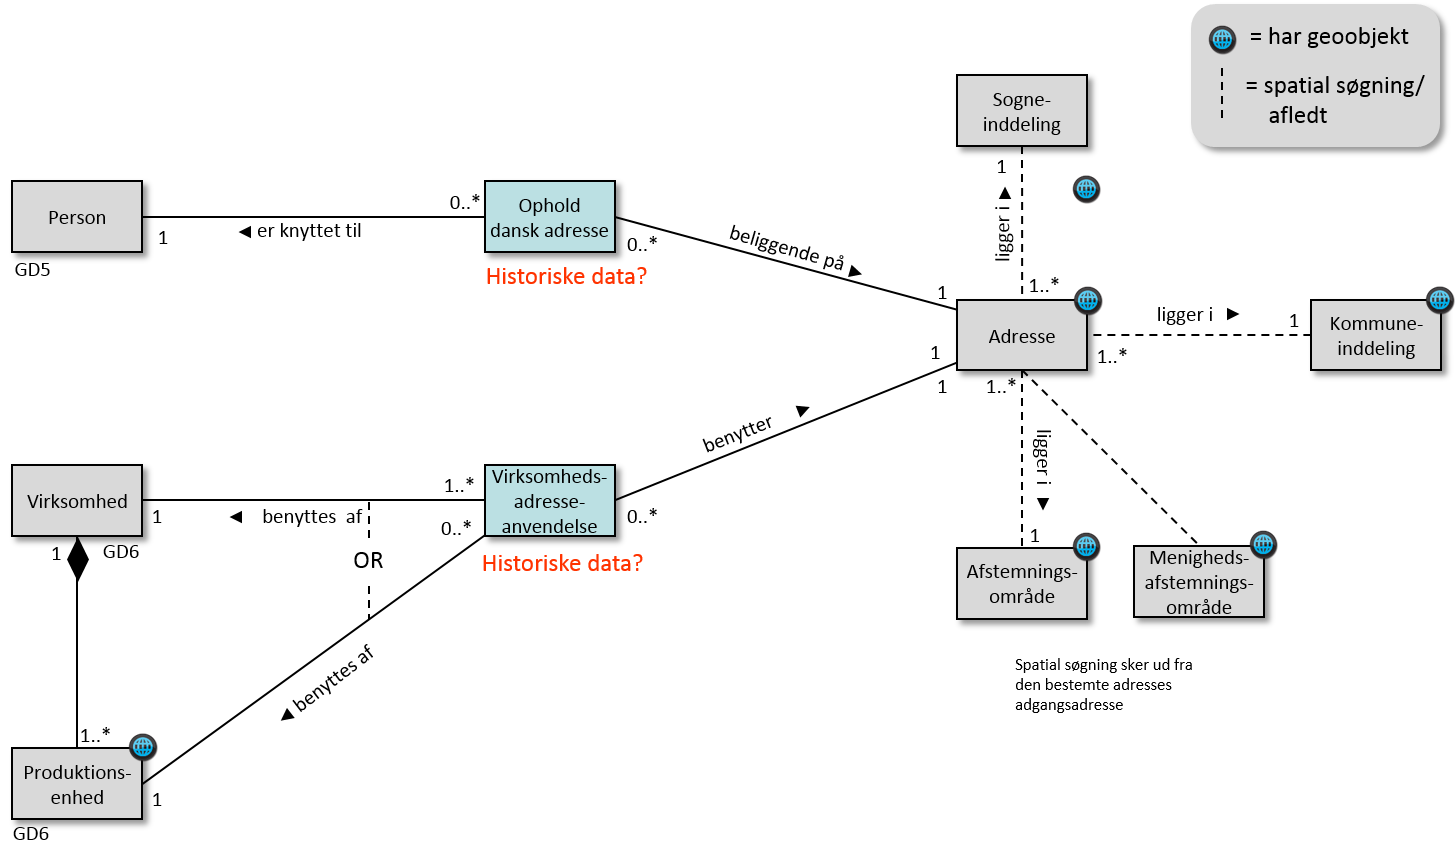 = har geoobjekt
= spatial søgning/
afledt
Sogne-
inddeling
1
ligger i
1..*
Person
1
GD5
er knyttet til
0..*
Ophold
dansk adresse
0..*
Historiske data?
beliggende på
1
Adresse
1..*
ligger i
1
Kommune-
inddeling
1
1
1..*
ligger i
1
Afstemnings-
område
Menigheds-
afstemnings-
område
Spatial søgning sker ud fra
den bestemte adresses
adgangsadresse
benytter
Virksomhed
1
GD6
1
benyttes af
1..*
0..*
OR
Virksomheds-
adresse-
anvendelse
0..*
Historiske data?
benyttes af
1..*
Produktions-
enhed
1
GD6